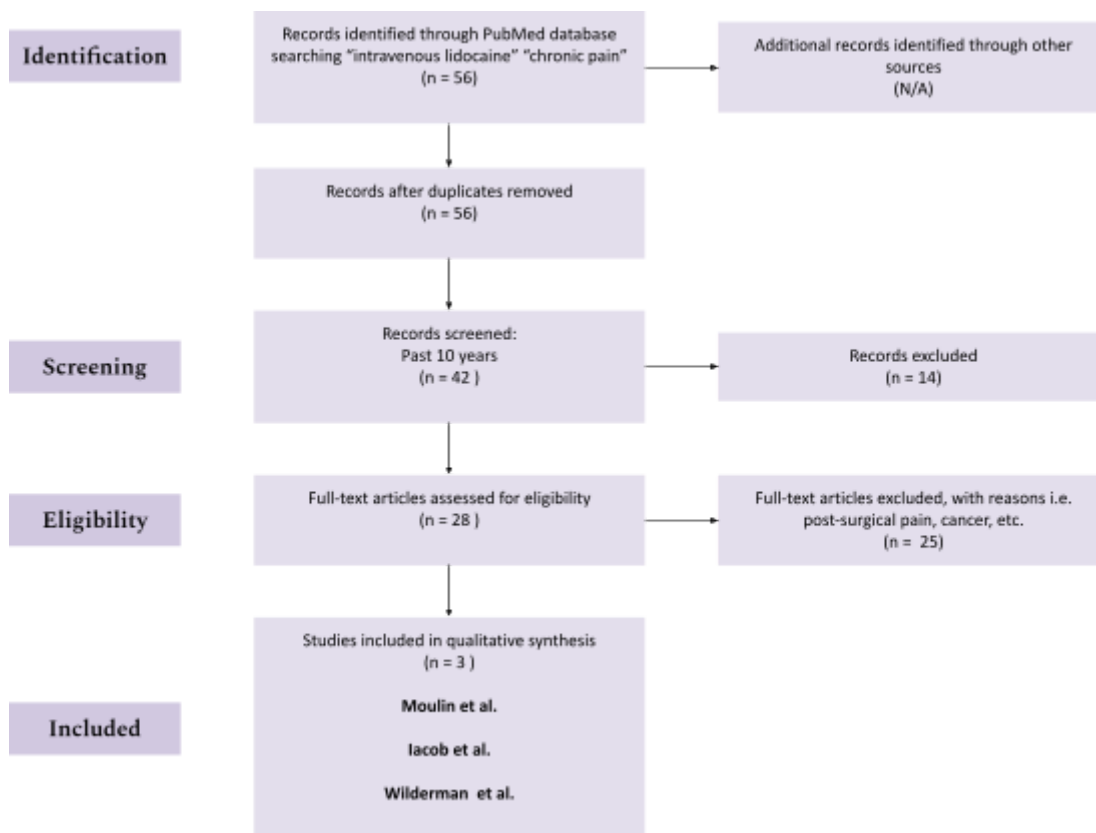 Identification
Records identified through PubMed database
searching “intravenous lidocaine” “chronic pain”
(n = 56)
Additional records identified through other
sources
(N/A)
Records after duplicates removed
(n = 56)
Screening
Records screened:
Past 10 years
(n = 42 )
Records excluded
(n = 14)
Eligibility
Full-text articles assessed for eligibility
(n = 28 )
Full-text articles excluded, with reasons i.e.
post-surgical pain, cancer, etc.
(n =  25)
Included
Studies included in qualitative synthesis
(n = 3 )
Moulin et al.
Iacob et al.
Wilderman  et al.